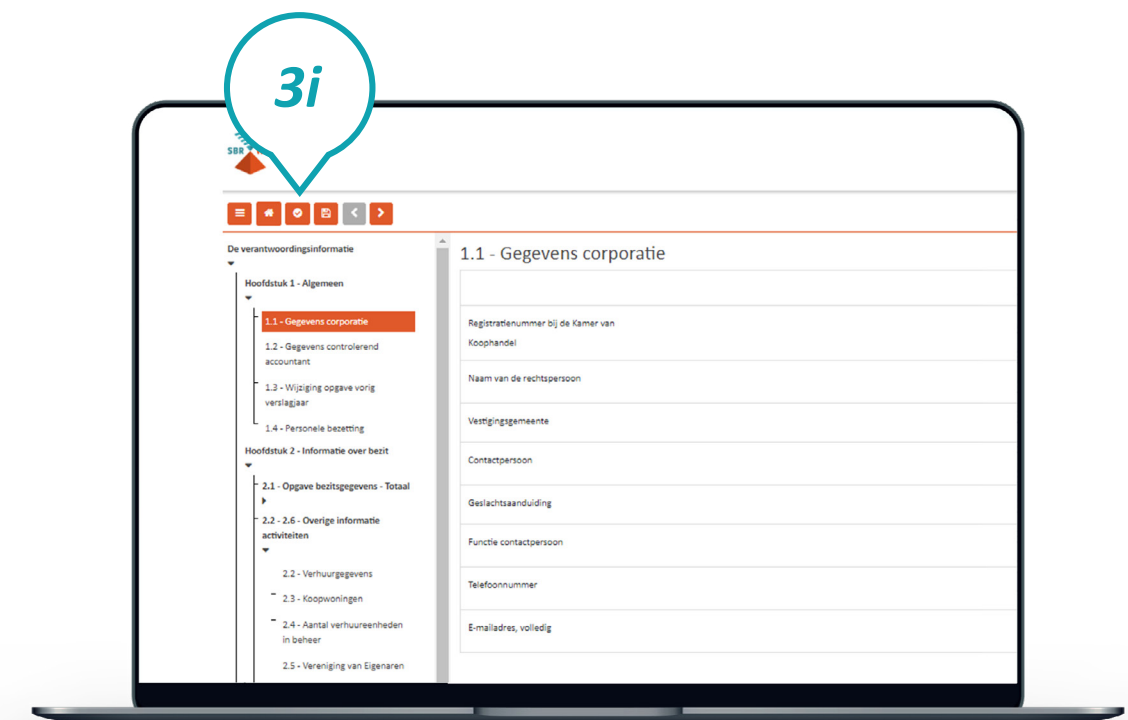 3i
SBR
De verantwoordingsinformatie
Hoofdstuk 1 - Algemeen
1.1 - Gegevens corporatie
1.2 - Gegevens controlerend
accountant
1.3 - Wijziging opgave vorig
verslagjaar
1.4 - Personele bezetting
Hoofdstuk 2 - Informatie over bezit
2.1 - Opgave bezitsgegevens - Totaal
2.2 - 2.6 - Overige informatie
activiteiten
2.2 - Verhuurgegevens
2.3 - Koopwoningen
2.4 - Aantal verhuureenheden
in beheer
2.5 - Vereniging van Eigenaren
1.1 - Gegevens corporatie
Registratienummer bij de Kamer van
Koophandel
Naam van de rechtspersoon
Vestigingsgemeente
Contactpersoon
Geslachtsaanduiding
Functie contactpersoon
Telefoonnummer
E-mailadres, volledig